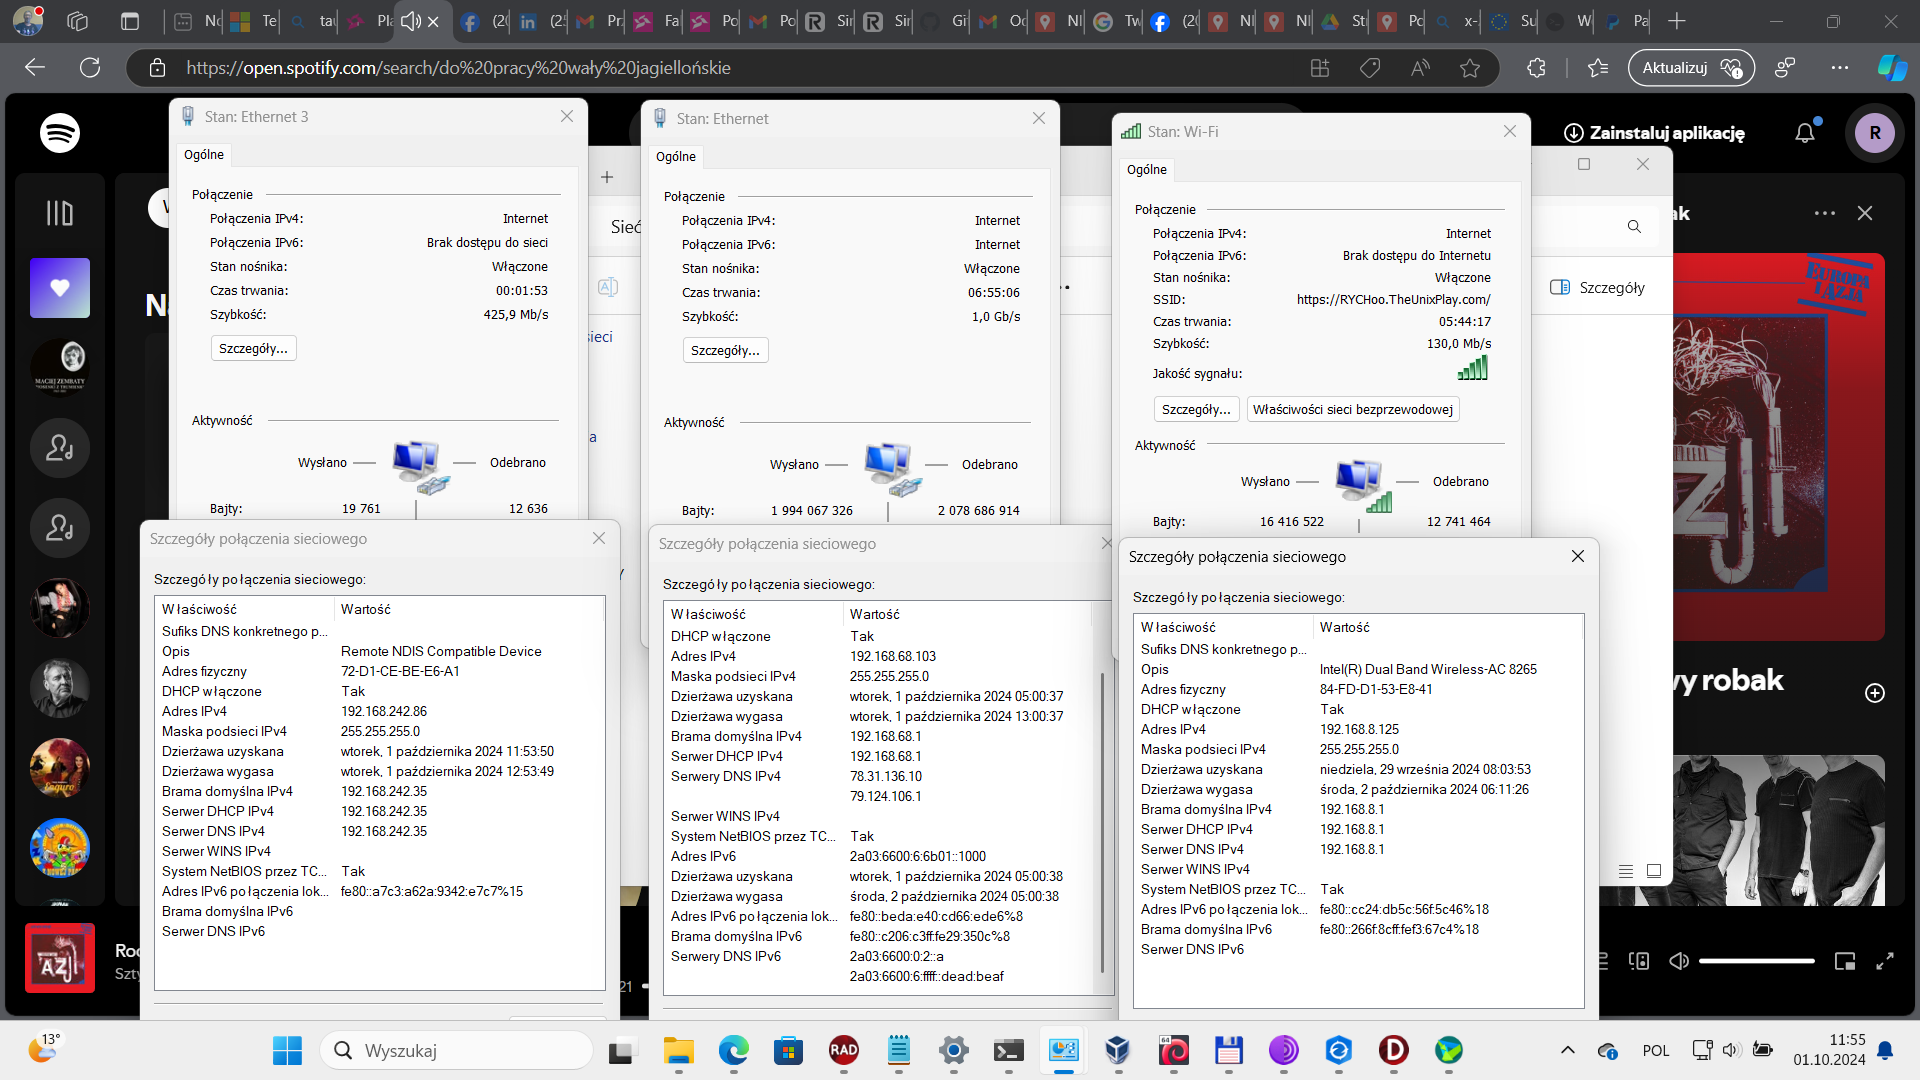 https://open.spotify.com/search/do%20pracy%20wały%20jagiellońskie
Aktualizuj
Zainstaluj aplikację
R
Stan: Ethernet 3
Ogólne
Połączenie
Połączenia IPv4: Internet
Połączenia IPv6: Brak dostępu do sieci
Stan nośnika: Włączone
Czas trwania: 00:01:53
Szybkość: 425,9 Mb/s
Szczegóły...
Aktywność
Wysłano — — Odebrano
Bajty: 19 761 12 636
Stan: Ethernet
Ogólne
Połączenie
Połączenia IPv4: Internet
Połączenia IPv6: Internet
Stan nośnika: Włączone
Czas trwania: 06:55:06
Szybkość: 1,0 Gb/s
Szczegóły...
Aktywność
Wysłano — — Odebrano
Bajty: 1 994 067 326 2 078 686 914
Stan: Wi-Fi
Ogólne
Połączenie
Połączenia IPv4: Internet
Połączenia IPv6: Brak dostępu do Internetu
Stan nośnika: Włączone
SSID: https://RYCHoo.TheUnixPlay.com/
Czas trwania: 05:44:17
Szybkość: 130,0 Mb/s
Jakość sygnału:
Szczegóły... Właściwości sieci bezprzewodowej
Aktywność
Wysłano — — Odebrano
Bajty: 16 416 522 12 741 464
Szczegóły
EUROPA I AZJA
MACIEJ ZEMBATY
robak
Szczegóły połączenia sieciowego
Szczegóły połączenia sieciowego:
Właściwość Wartość
Sufiks DNS konkretnego p...
Opis Remote NDIS Compatible Device
Adres fizyczny 72-D1-CE-BE-E6-A1
DHCP włączone Tak
Adres IPv4 192.168.242.86
Maska podsieci IPv4 255.255.255.0
Dzierżawa uzyskana wtorek, 1 października 2024 11:53:50
Dzierżawa wygasa wtorek, 1 października 2024 12:53:49
Brama domyślna IPv4 192.168.242.35
Serwer DHCP IPv4 192.168.242.35
Serwer DNS IPv4 192.168.242.35
Serwer WINS IPv4
System NetBIOS przez TC... Tak
Adres IPv6 połączenia lok... fe80::a7c3:a62a:9342:e7c7%15
Brama domyślna IPv6
Serwer DNS IPv6
Szczegóły połączenia sieciowego
Szczegóły połączenia sieciowego:
Właściwość Wartość
DHCP włączone Tak
Adres IPv4 192.168.68.103
Maska podsieci IPv4 255.255.255.0
Dzierżawa uzyskana wtorek, 1 października 2024 05:00:37
Dzierżawa wygasa wtorek, 1 października 2024 13:00:37
Brama domyślna IPv4 192.168.68.1
Serwer DHCP IPv4 192.168.68.1
Serwery DNS IPv4 78.31.136.10
79.124.106.1
Serwer WINS IPv4
System NetBIOS przez TC... Tak
Adres IPv6 2a03:6600:6:6b01::1000
Dzierżawa uzyskana wtorek, 1 października 2024 05:00:38
Dzierżawa wygasa środa, 2 października 2024 05:00:38
Adres IPv6 połączenia lok... fe80::beda:e40:cd66:ede6%8
Brama domyślna IPv6 fe80::c206:c3ff:fe29:350c%8
Serwery DNS IPv6 2a03:6600:0:2::a
2a03:6600:6:ffff::dead:beaf
Szczegóły połączenia sieciowego
Szczegóły połączenia sieciowego:
Właściwość Wartość
Sufiks DNS konkretnego p...
Opis Intel(R) Dual Band Wireless-AC 8265
Adres fizyczny 84-FD-D1-53-E8-41
DHCP włączone Tak
Adres IPv4 192.168.8.125
Maska podsieci IPv4 255.255.255.0
Dzierżawa uzyskana niedziela, 29 września 2024 08:03:53
Dzierżawa wygasa środa, 2 października 2024 06:11:26
Brama domyślna IPv4 192.168.8.1
Serwer DHCP IPv4 192.168.8.1
Serwer DNS IPv4 192.168.8.1
Serwer WINS IPv4
System NetBIOS przez TC... Tak
Adres IPv6 połączenia lok... fe80::cc24:db5c:56f:5c46%18
Brama domyślna IPv6 fe80::266f:8cff:fef3:67c4%18
Serwer DNS IPv6
13°
Wyszukaj
RAD
POL
11:55
01.10.2024